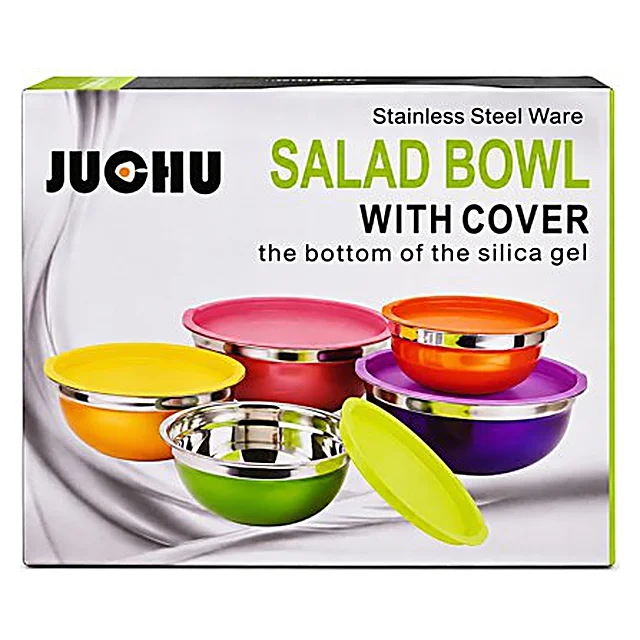 Stainless Steel Ware
JUCHU
SALAD BOWL
WITH COVER
the bottom of the silica gel